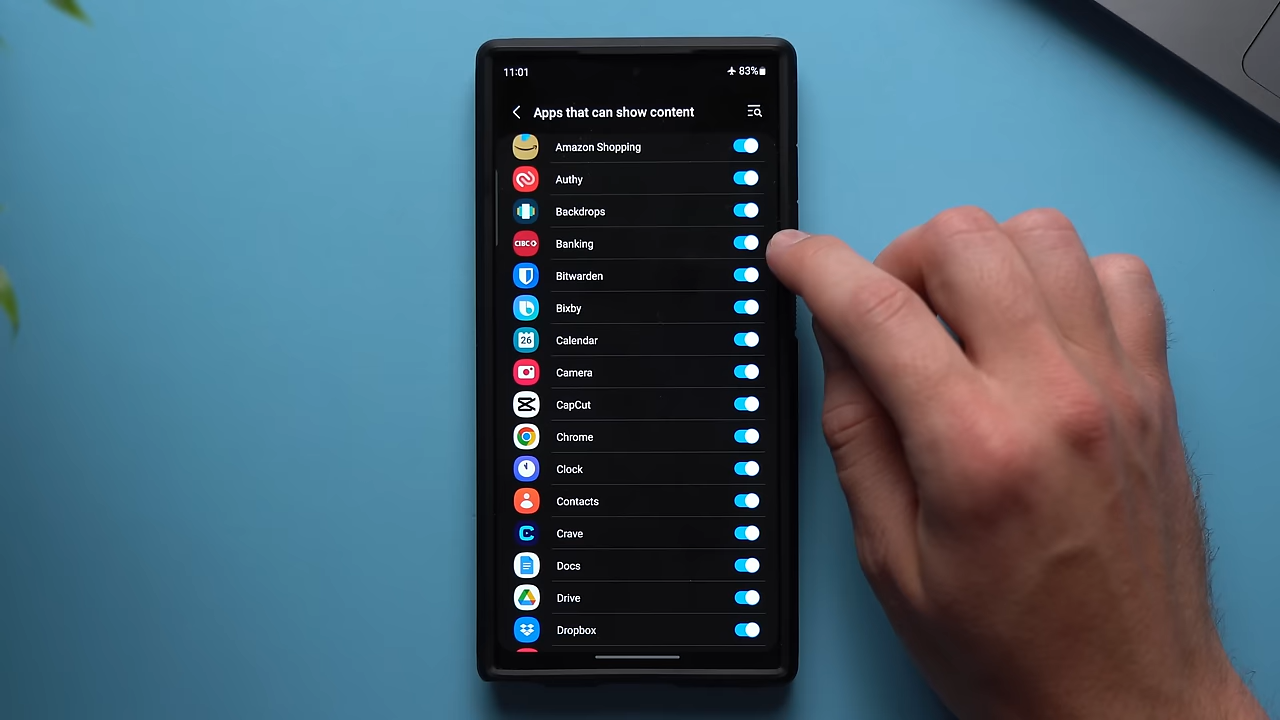 11:01
83%
Apps that can show content
Amazon Shopping
Authy
Backdrops
CIBC
Banking
Bitwarden
Bixby
26
Calendar
Camera
CapCut
Chrome
Clock
Contacts
Crave
Docs
Drive
Dropbox